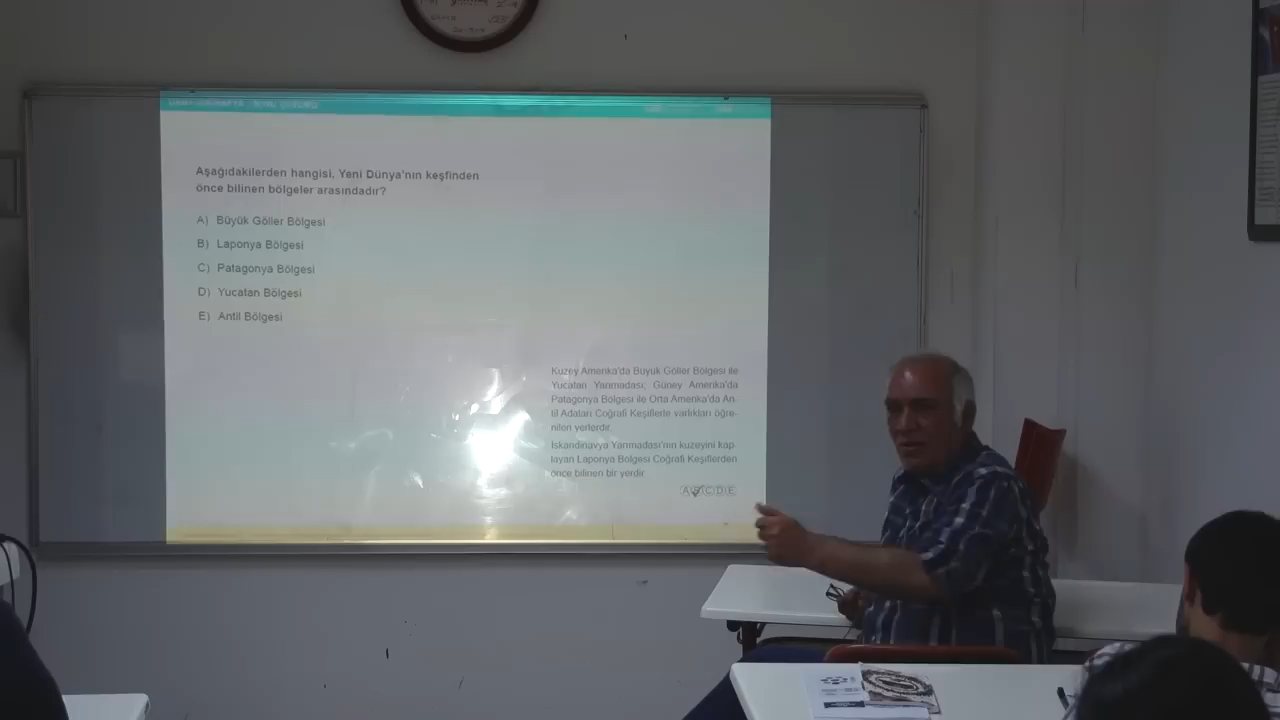 Aşağıdakilerden hangisi, Yeni Dünya'nın keşfinden
önce bilinen bölgeler arasındadır?
A) Büyük Göller Bölgesi
B) Laponya Bölgesi
C) Patagonya Bölgesi
D) Yucatan Bölgesi
E) Antil Bölgesi
Kuzey Amerika'da Büyük Göller Bölgesi ile
Yucatan Yarımadası; Güney Amerika'da
Patagonya Bölgesi ile Orta Amerika'da An-
til Adaları Coğrafi Keşiflerle varlıkları öğre-
nilen yerlerdir.
İskandinavya Yarımadası'nın kuzeyini kap-
layan Laponya Bölgesi Coğrafi Keşiflerden
önce bilinen bir yerdir
A B C D E